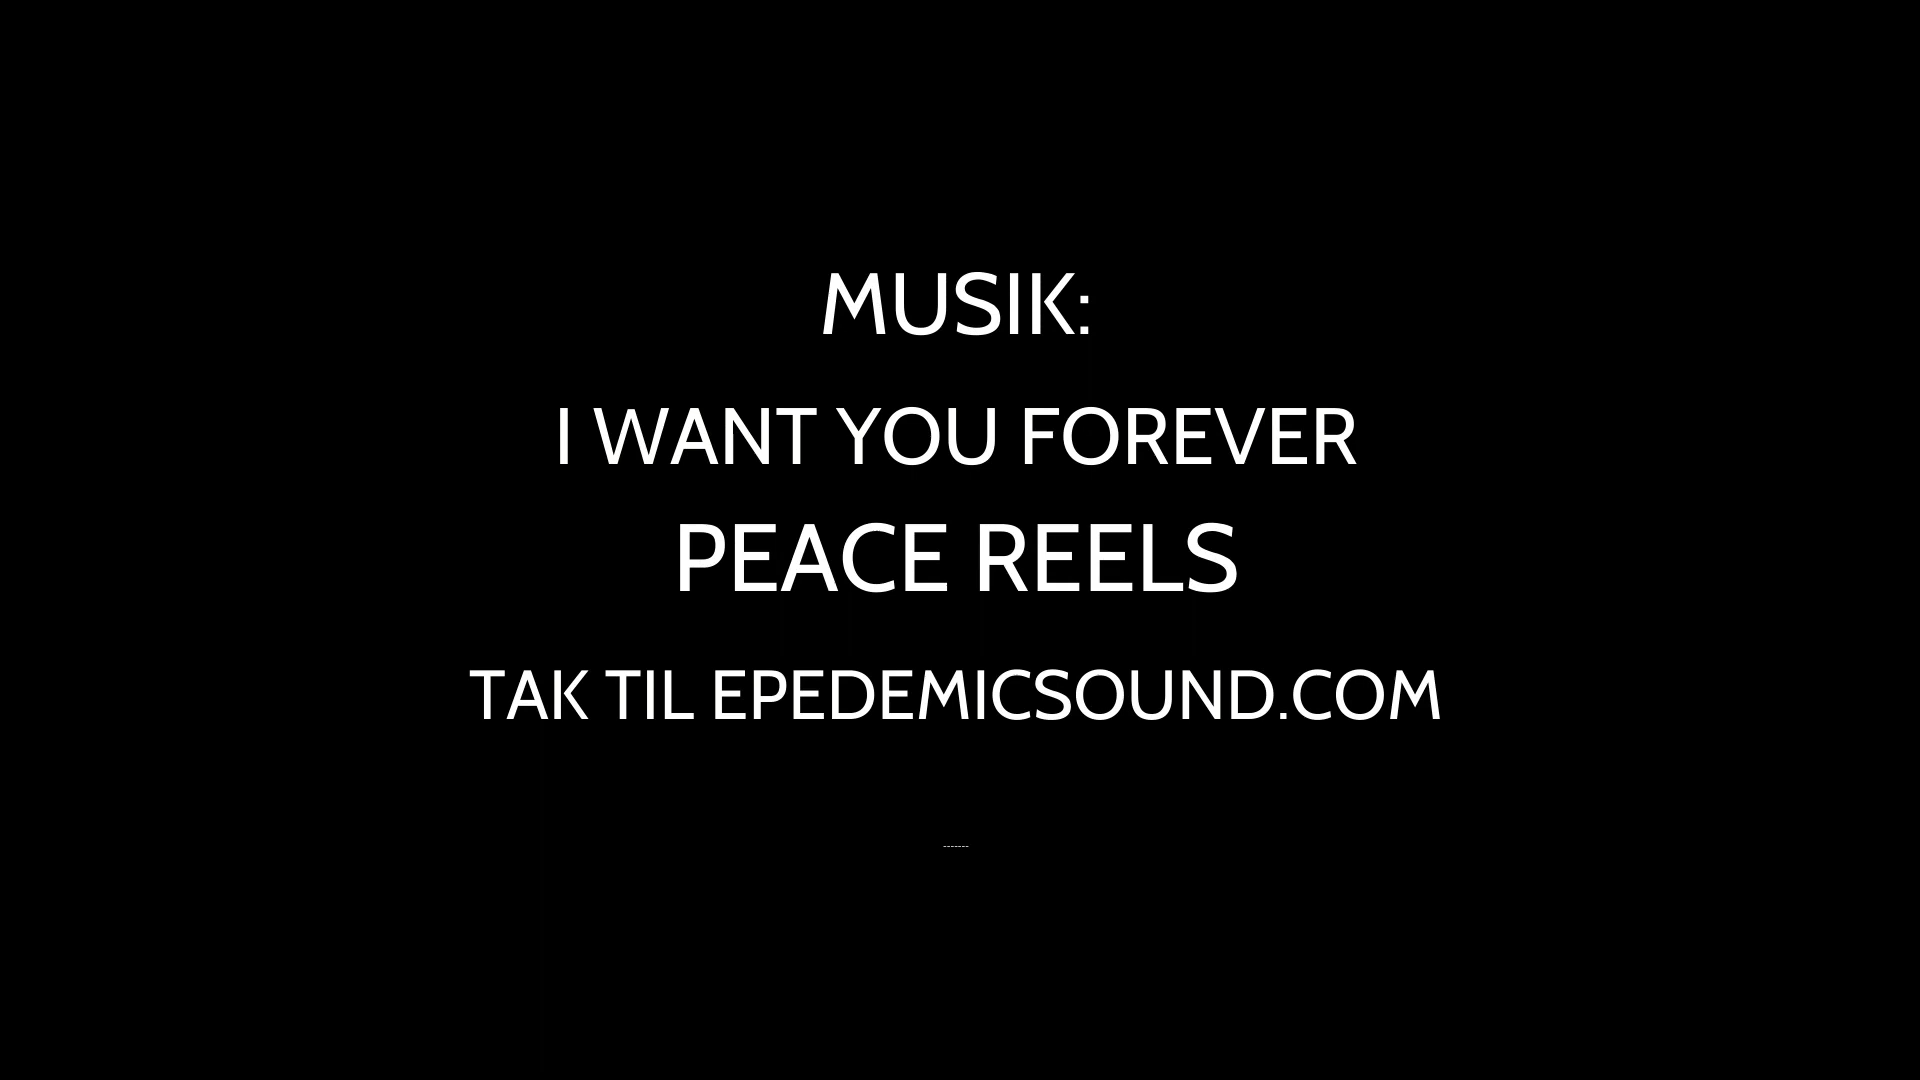 MUSIK:
I WANT YOU FOREVER
PEACE REELS
TAK TIL EPEDEMICSOUND.COM
-------